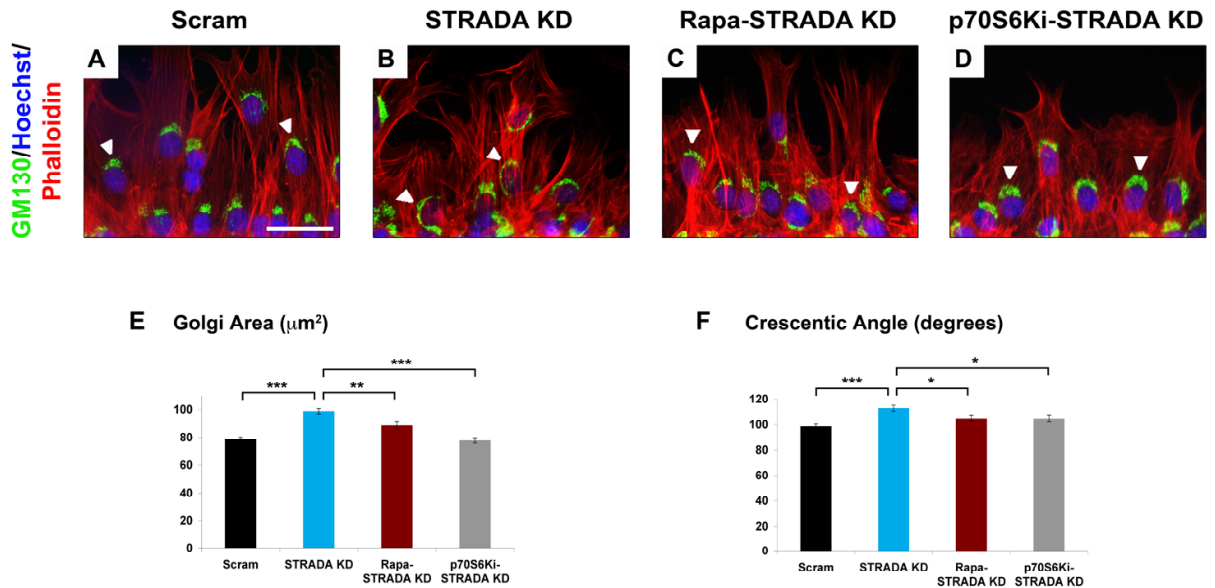 Scram
STRADA KD
Rapa-STRADA KD
p70S6Ki-STRADA KD
GM130/Hoechst/
Phalloidin
A
B
C
D
E Golgi Area (μm²)
***
***
**
100
80
60
40
20
0
Scram
STRADA KD
Rapa-
STRADA KD
p70S6Ki-
STRADA KD
F Crescentic Angle (degrees)
*
***
*
120
100
80
60
40
20
0
Scram
STRADA KD
Rapa-
STRADA KD
p70S6Ki-
STRADA KD